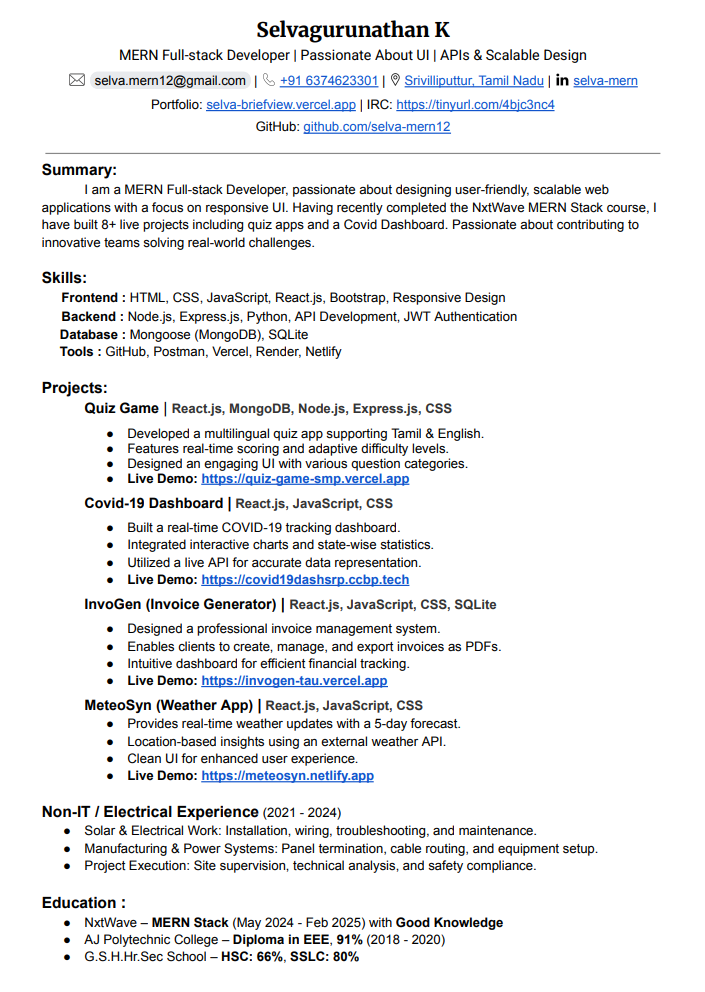 Selvagurunathan K
MERN Full-stack Developer | Passionate About UI | APIs & Scalable Design
selva.mern12@gmail.com | +91 6374623301 | Srivilliputtur, Tamil Nadu | in selva-mern
Portfolio: selva-briefview.vercel.app | IRC: https://tinyurl.com/4bjc3nc4
GitHub: github.com/selva-mern12
Summary:
I am a MERN Full-stack Developer, passionate about designing user-friendly, scalable web
applications with a focus on responsive UI. Having recently completed the NxtWave MERN Stack course, I
have built 8+ live projects including quiz apps and a Covid Dashboard. Passionate about contributing to
innovative teams solving real-world challenges.
Skills:
Frontend : HTML, CSS, JavaScript, React.js, Bootstrap, Responsive Design
Backend : Node.js, Express.js, Python, API Development, JWT Authentication
Database : Mongoose (MongoDB), SQLite
Tools : GitHub, Postman, Vercel, Render, Netlify
Projects:
Quiz Game | React.js, MongoDB, Node.js, Express.js, CSS
● Developed a multilingual quiz app supporting Tamil & English.
● Features real-time scoring and adaptive difficulty levels.
● Designed an engaging UI with various question categories.
● Live Demo: https://quiz-game-smp.vercel.app
Covid-19 Dashboard | React.js, JavaScript, CSS
● Built a real-time COVID-19 tracking dashboard.
● Integrated interactive charts and state-wise statistics.
● Utilized a live API for accurate data representation.
● Live Demo: https://covid19dashsrp.ccbp.tech
InvoGen (Invoice Generator) | React.js, JavaScript, CSS, SQLite
● Designed a professional invoice management system.
● Enables clients to create, manage, and export invoices as PDFs.
● Intuitive dashboard for efficient financial tracking.
● Live Demo: https://invogen-tau.vercel.app
MeteoSyn (Weather App) | React.js, JavaScript, CSS
● Provides real-time weather updates with a 5-day forecast.
● Location-based insights using an external weather API.
● Clean UI for enhanced user experience.
● Live Demo: https://meteosyn.netlify.app
Non-IT / Electrical Experience (2021 - 2024)
● Solar & Electrical Work: Installation, wiring, troubleshooting, and maintenance.
● Manufacturing & Power Systems: Panel termination, cable routing, and equipment setup.
● Project Execution: Site supervision, technical analysis, and safety compliance.
Education :
● NxtWave – MERN Stack (May 2024 - Feb 2025) with Good Knowledge
● AJ Polytechnic College – Diploma in EEE, 91% (2018 - 2020)
● G.S.H.Hr.Sec School – HSC: 66%, SSLC: 80%